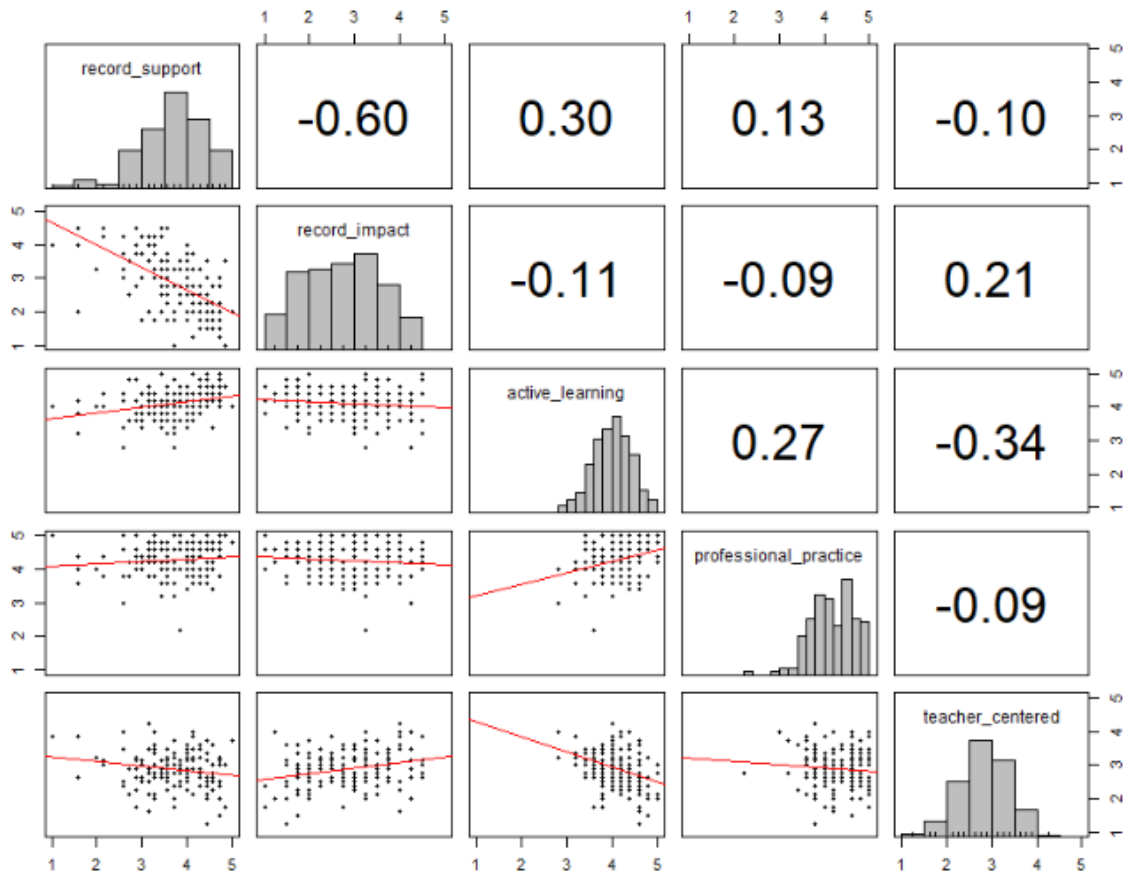 1 2 3 4 5 1 2 3 4 5
record_support
-0.60
0.30
0.13
-0.10
1 2 3 4 5
1 2 3 4 5
record_impact
-0.11
-0.09
0.21
active_learning
0.27
-0.34
1 2 3 4 5
1 2 3 4 5
professional_practice
-0.09
teacher_centered
1 2 3 4 5
1 2 3 4 5 1 2 3 4 5 1 2 3 4 5